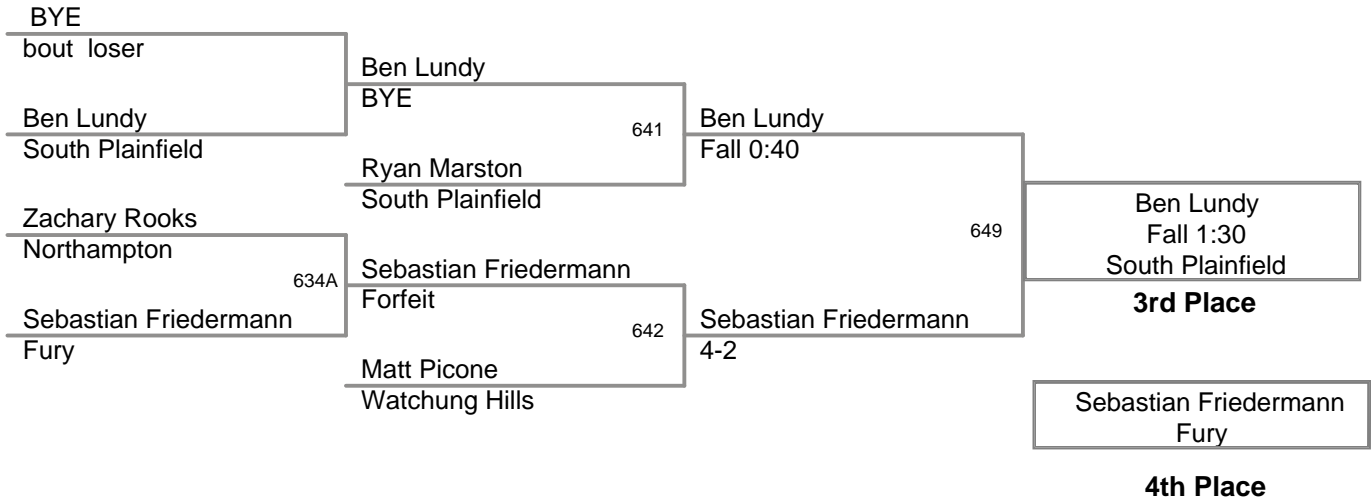 BYE
bout loser
Ben Lundy
BYE
Ben Lundy
South Plainfield
641
Ben Lundy
Fall 0:40
Ryan Marston
South Plainfield
Zachary Rooks
Northampton
634A
Sebastian Friedermann
Forfeit
Sebastian Friedermann
Fury
642
Sebastian Friedermann
4-2
Matt Picone
Watchung Hills
649
Ben Lundy
Fall 1:30
South Plainfield
3rd Place
Sebastian Friedermann
Fury
4th Place